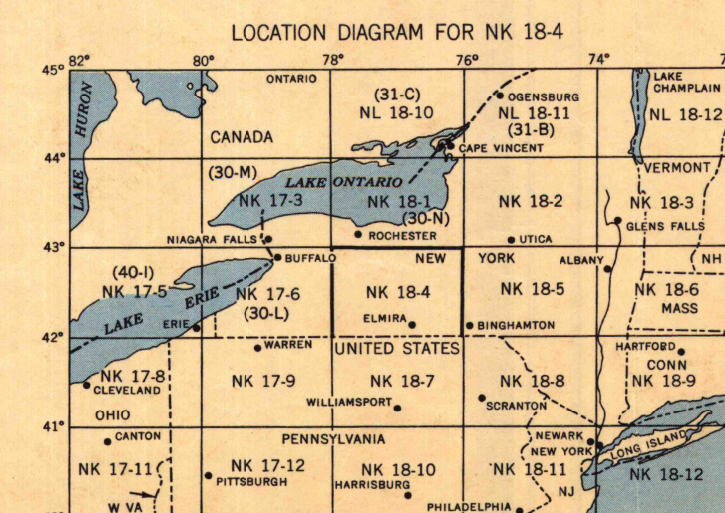 LOCATION DIAGRAM FOR NK 18-4
82° 80° 78° 76° 74°
45°
ONTARIO
LAKE CHAMPLAIN
LAKE HURON
(31-C)
NL 18-10
OGENSBURG
NL 18-11
(31-B)
NL 18-12
CANADA
CAPE VINCENT
44°
VERMONT
(30-M)
LAKE ONTARIO
NK 17-3
NK 18-1
(30-N)
NK 18-2
NK 18-3
GLENS FALLS
NIAGARA FALLS
ROCHESTER
UTICA
43°
BUFFALO
NEW YORK
ALBANY
NH
(40-I)
NK 17-5
LAKE ERIE
NK 17-6
(30-L)
NK 18-4
NK 18-5
NK 18-6
MASS
ERIE
ELMIRA
BINGHAMTON
42°
WARREN
UNITED STATES
HARTFORD
CONN
NK 17-8
CLEVELAND
NK 17-9
NK 18-7
NK 18-8
NK 18-9
WILLIAMSPORT
SCRANTON
OHIO
41°
CANTON
PENNSYLVANIA
NEWARK
NEW YORK
LONG ISLAND
NK 17-11
NK 17-12
PITTSBURGH
NK 18-10
HARRISBURG
NK 18-11
NJ
NK 18-12
W VA
PHILADELPHIA